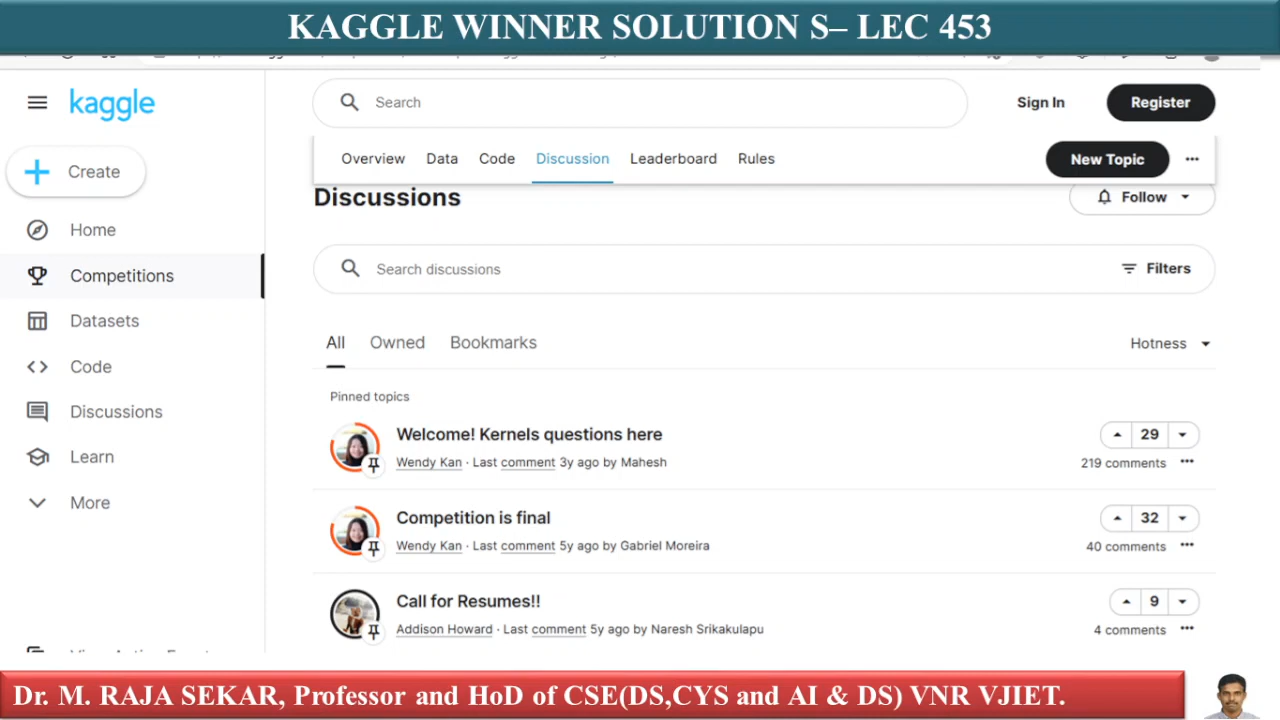 KAGGLE WINNER SOLUTION S– LEC 453
kaggle
Search
Sign In
Register
Overview Data Code Discussion Leaderboard Rules
New Topic
Create
Discussions
Follow
Home
Search discussions
Filters
Competitions
Datasets
All Owned Bookmarks
Hotness
Code
Pinned topics
Discussions
Welcome! Kernels questions here
29
Wendy Kan · Last comment 3y ago by Mahesh
219 comments
Learn
More
Competition is final
32
Wendy Kan · Last comment 5y ago by Gabriel Moreira
40 comments
Call for Resumes!!
9
Addison Howard · Last comment 5y ago by Naresh Srikakulapu
4 comments
Dr. M. RAJA SEKAR, Professor and HoD of CSE(DS,CYS and AI & DS) VNR VJIET.